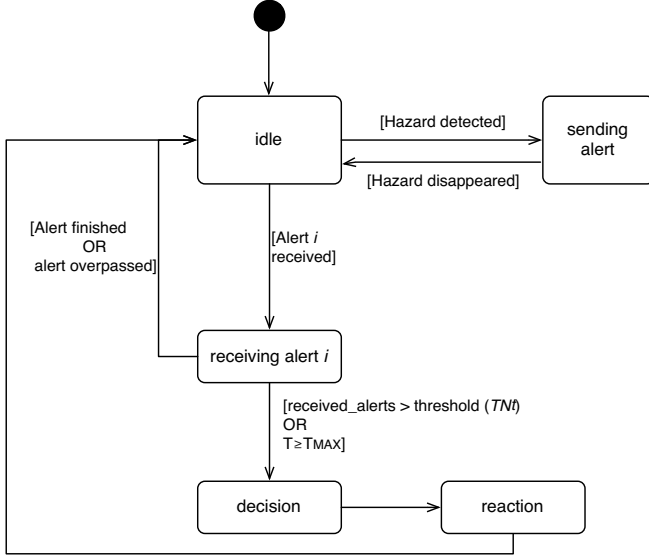 idle
[Hazard detected]
sending
alert
[Hazard disappeared]
[Alert finished
OR
alert overpassed]
[Alert i
received]
receiving alert i
[received_alerts > threshold (TNt)
OR
T≥TMAX]
decision
reaction